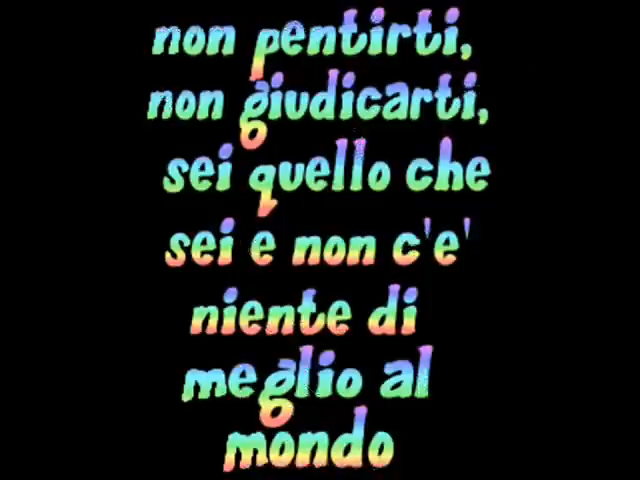 non pentirti,
non giudicarti,
sei quello che
sei e non c'e'
niente di
meglio al
mondo